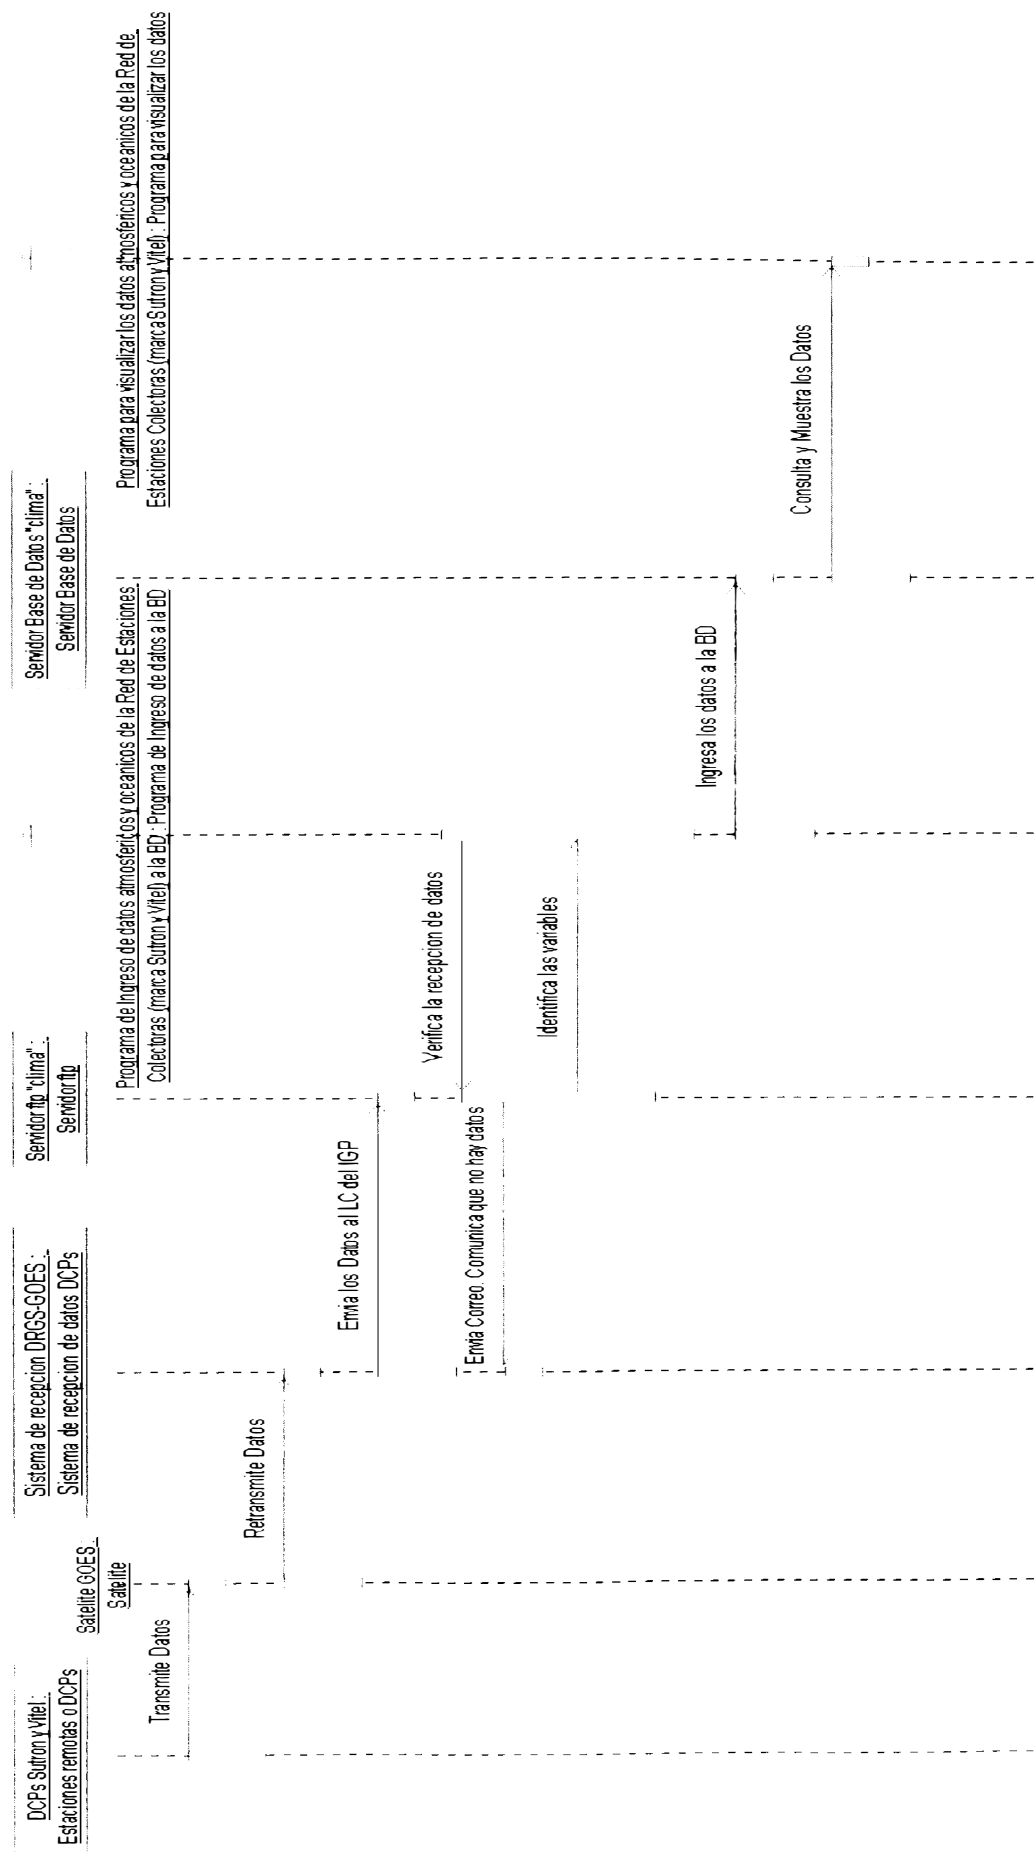 DCPs Sutron y Vitel :
Estaciones remotas o DCPs
Satelite GOES :
Satelite
Sistema de recepcion DRGS-GOES :
Sistema de recepcion de datos DCPs
Servidor ftp "clima" :
Servidor ftp
Programa de Ingreso de datos atmosfericos y oceanicos de la Red de Estaciones
Colectoras (marca Sutron y Vitel) a la BD : Programa de Ingreso de datos a la BD
Servidor Base de Datos "clima" :
Servidor Base de Datos
Programa para visualizar los datos atmosfericos y oceanicos de la Red de
Estaciones Colectoras (marca Sutron y Vitel) : Programa para visualizar los datos
Transmite Datos
Retransmite Datos
Envia los Datos al LC del IGP
Verifica la recepcion de datos
Envia Correo. Comunica que no hay datos
Identifica las variables
Ingresa los datos a la BD
Consulta y Muestra los Datos